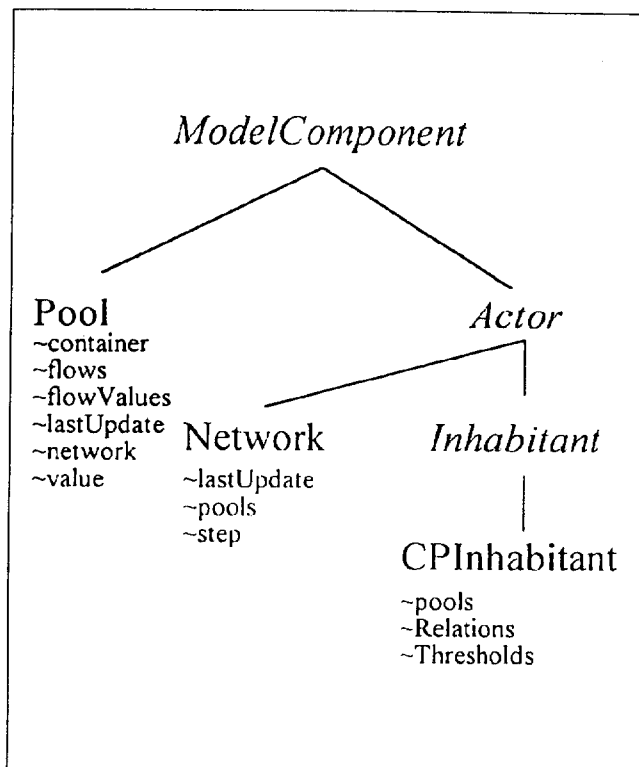 ModelComponent
Pool
~container
~flows
~flowValues
~lastUpdate
~network
~value
Actor
Network
~lastUpdate
~pools
~step
Inhabitant
CPInhabitant
~pools
~Relations
~Thresholds